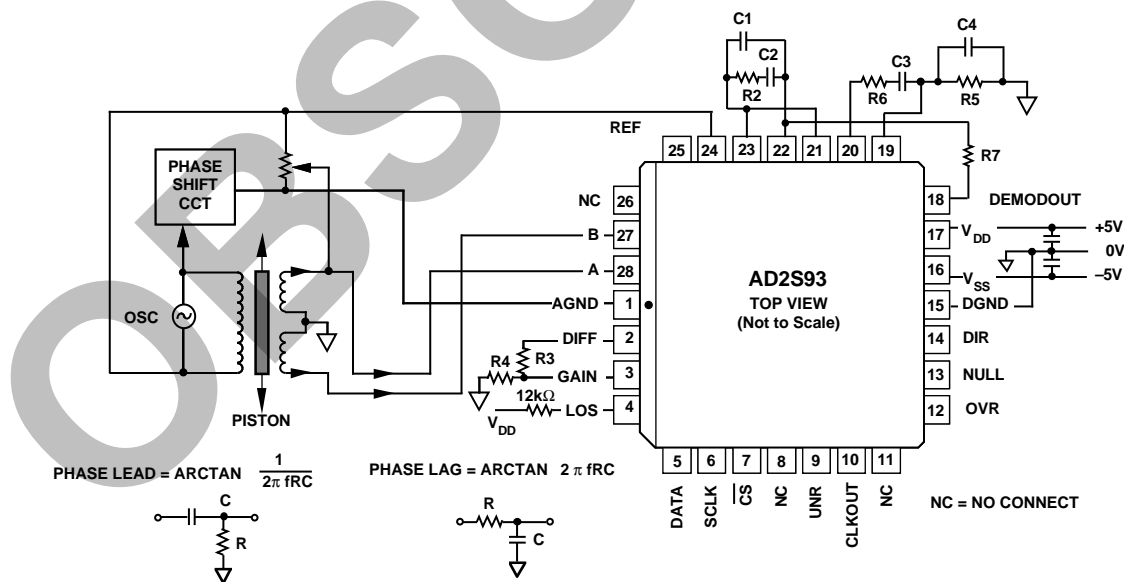 OBSO
C1
C2
R2
C3
R6
C4
R5
R7
REF
25 24 23 22 21 20 19
PHASE
SHIFT
CCT
OSC
PISTON
NC 26
B 27
A 28
AGND 1
DIFF 2
GAIN 3
LOS 4
R3
R4
12kΩ
VDD
AD2S93
TOP VIEW
(Not to Scale)
18 DEMODOUT
17 VDD +5V
0V
16 VSS –5V
15 DGND
14 DIR
13 NULL
12 OVR
5 6 7 8 9 10 11
DATA
SCLK
CS
NC
UNR
CLKOUT
NC
NC = NO CONNECT
PHASE LEAD = ARCTAN 1
2π fRC
C
R
PHASE LAG = ARCTAN 2 π fRC
R
C